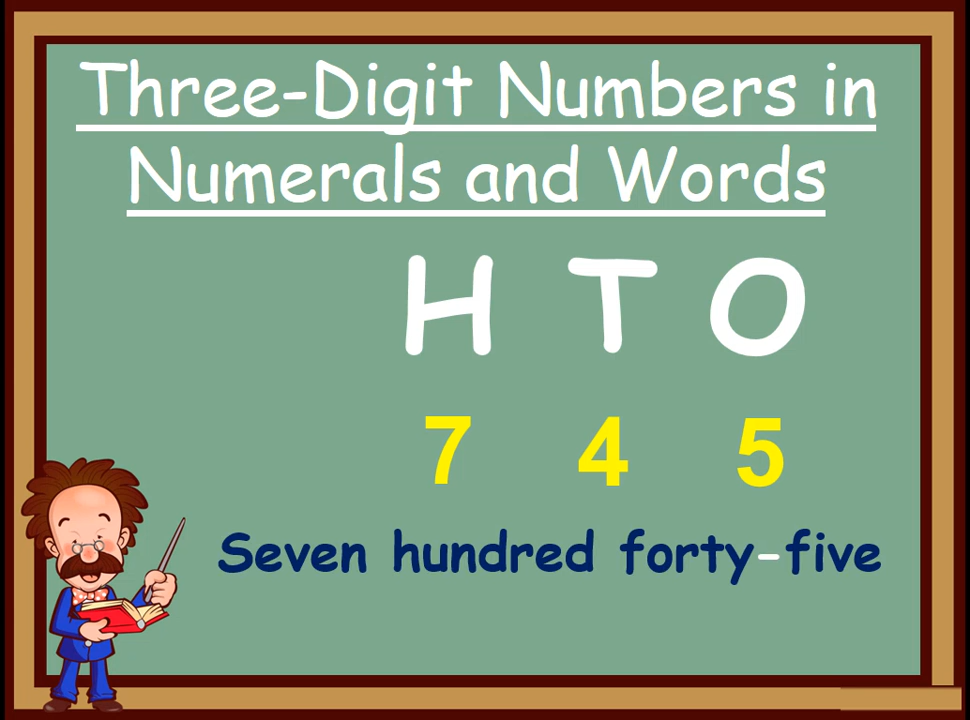 Three-Digit Numbers in
Numerals and Words
H T O
7 4 5
Seven hundred forty-five